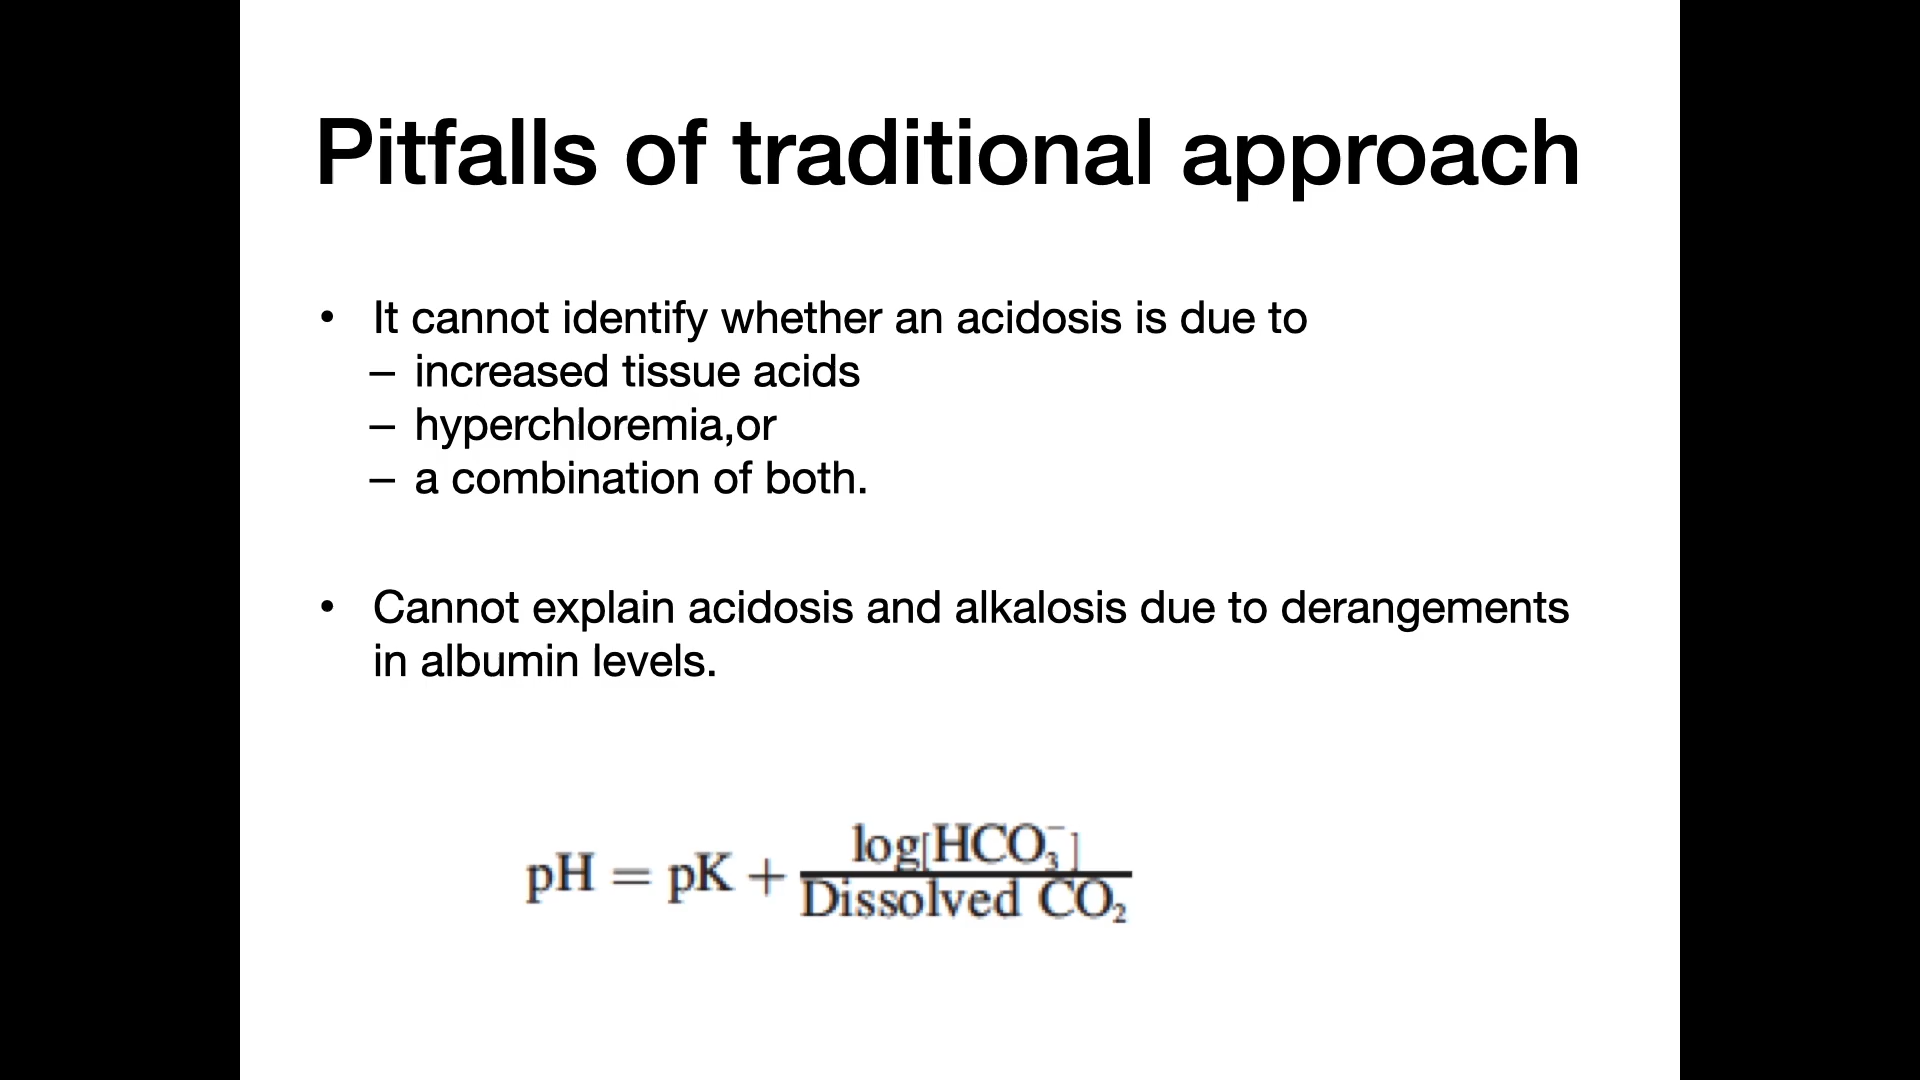 Pitfalls of traditional approach
• It cannot identify whether an acidosis is due to
– increased tissue acids
– hyperchloremia,or
– a combination of both.
• Cannot explain acidosis and alkalosis due to derangements
in albumin levels.
pH = pK + log[HCO₃⁻]
Dissolved CO₂